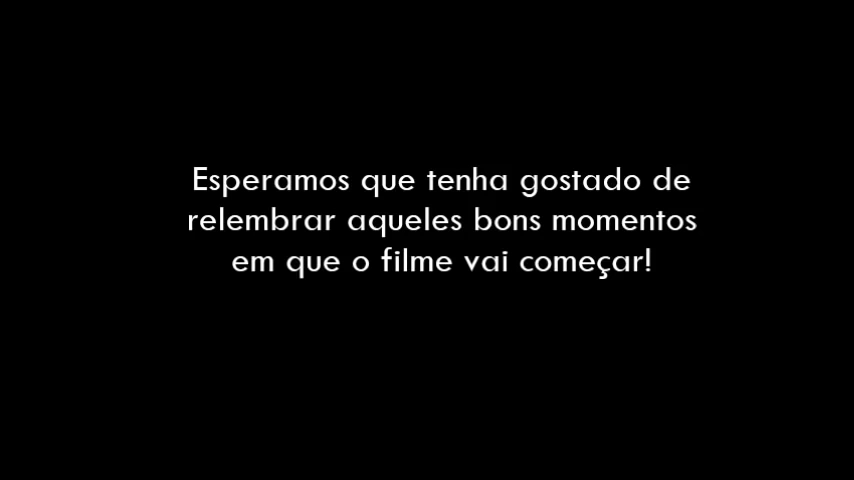 Esperamos que tenha gostado de
relembrar aqueles bons momentos
em que o filme vai começar!